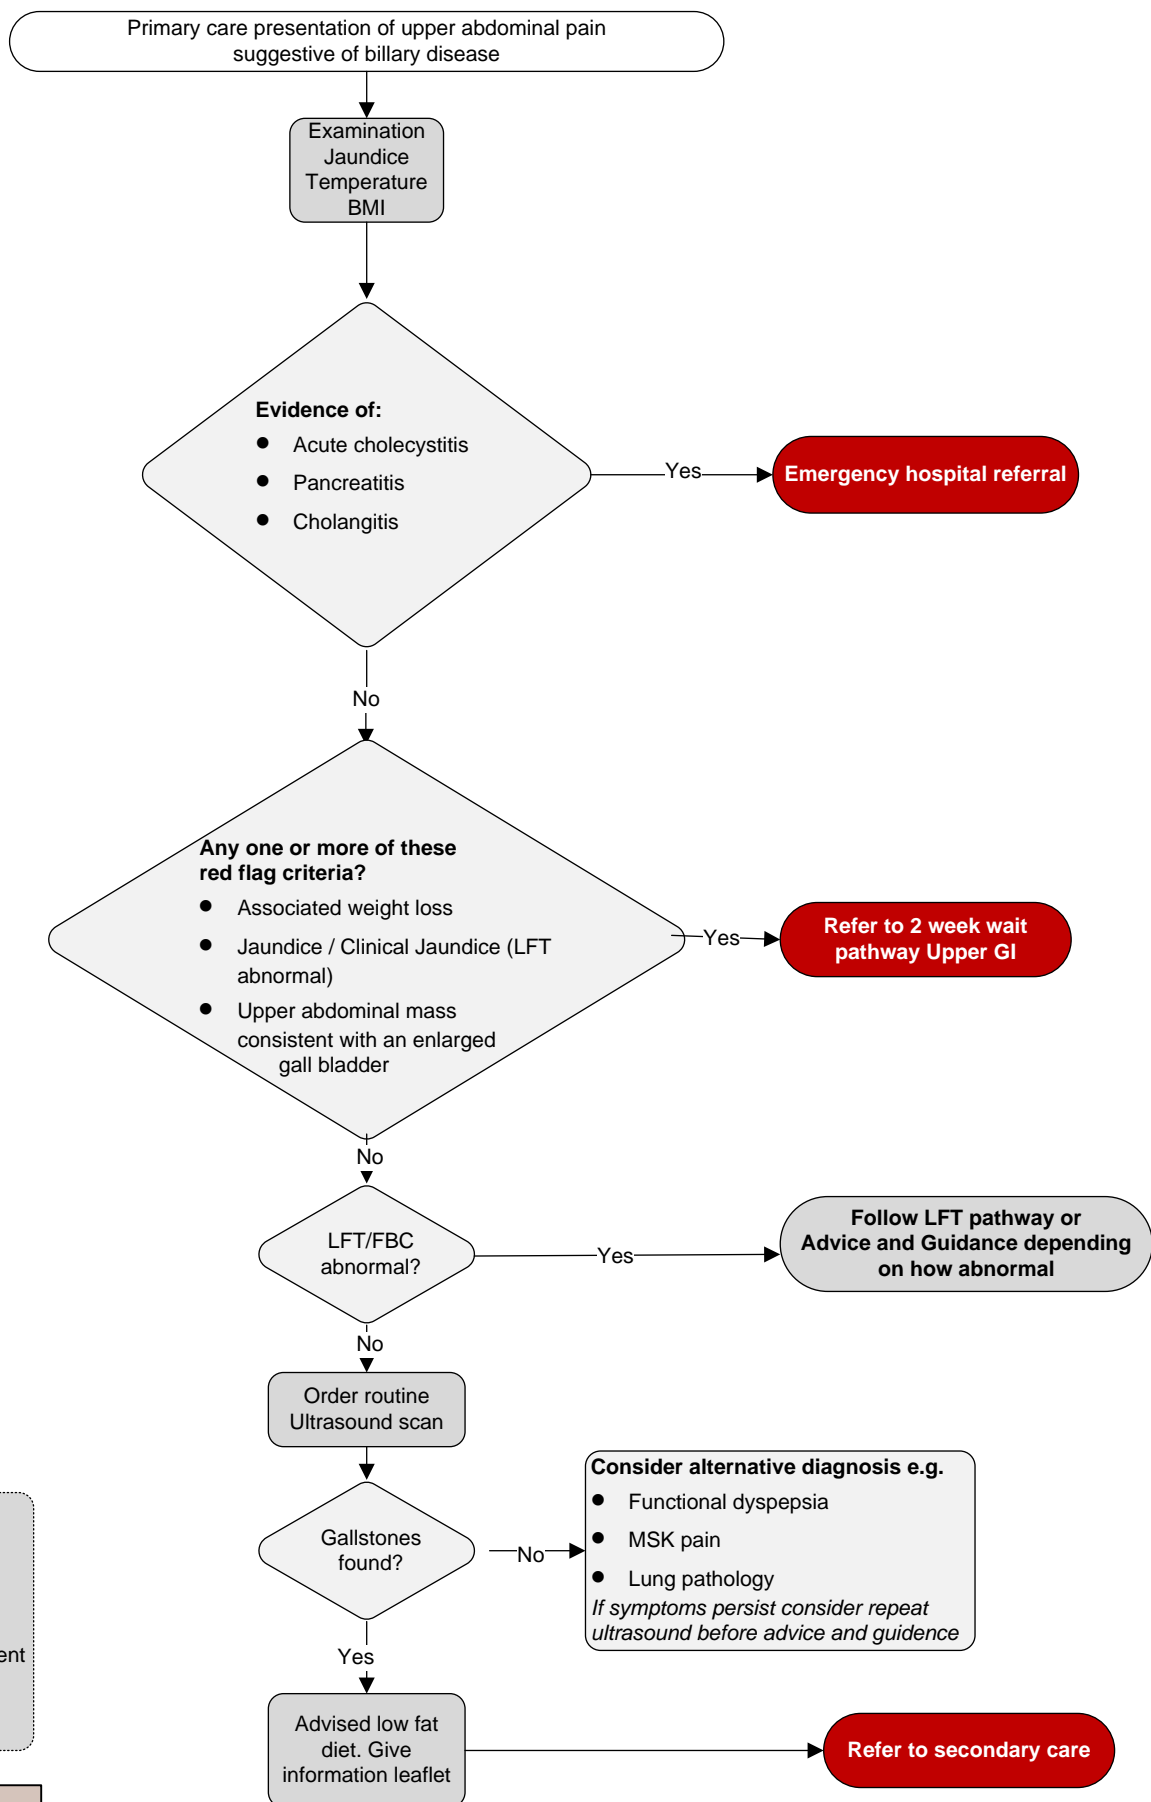 Primary care presentation of upper abdominal pain
suggestive of billary disease
Examination
Jaundice
Temperature
BMI
Evidence of:
● Acute cholecystitis
● Pancreatitis
● Cholangitis
Yes
Emergency hospital referral
No
Any one or more of these
red flag criteria?
● Associated weight loss
● Jaundice / Clinical Jaundice (LFT
abnormal)
● Upper abdominal mass
consistent with an enlarged
gall bladder
Yes
Refer to 2 week wait
pathway Upper GI
No
LFT/FBC
abnormal?
Yes
Follow LFT pathway or
Advice and Guidance depending
on how abnormal
No
Order routine
Ultrasound scan
Gallstones
found?
No
Consider alternative diagnosis e.g.
● Functional dyspepsia
● MSK pain
● Lung pathology
If symptoms persist consider repeat
ultrasound before advice and guidence
Yes
ent
Advised low fat
diet. Give
information leaflet
Refer to secondary care